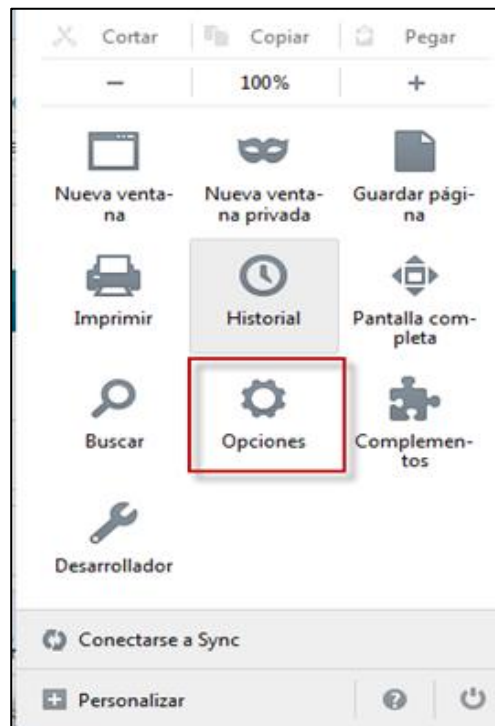 Cortar Copiar Pegar
− 100% +
Nueva venta- Nueva venta- Guardar pági-
na na privada na
Imprimir Historial Pantalla com-
pleta
Buscar Opciones Complemen-
tos
Desarrollador
Conectarse a Sync
Personalizar ?